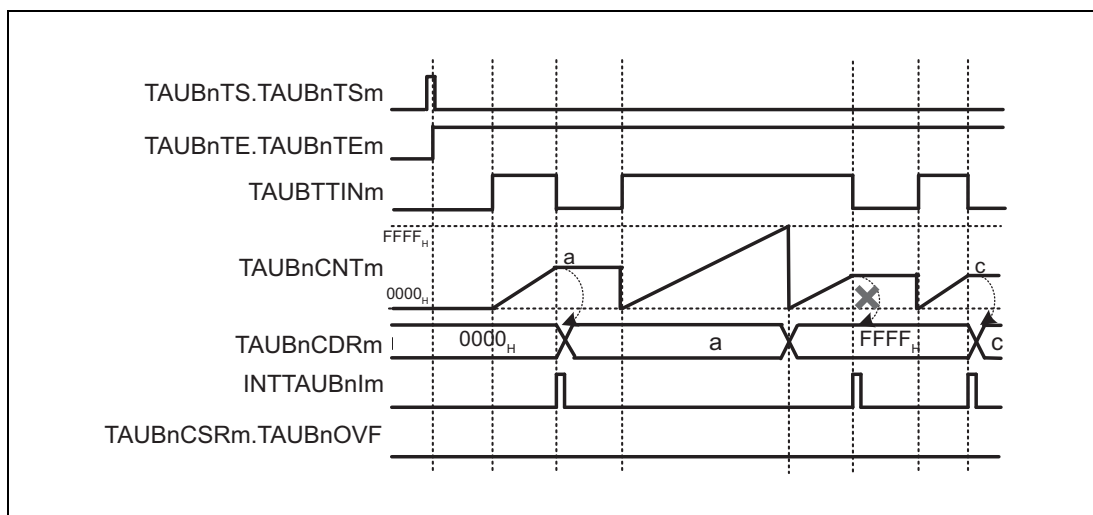 TAUBnTS.TAUBnTSm
TAUBnTE.TAUBnTEm
TAUBTTINm
FFFFH
a
c
TAUBnCNTm
0000H
TAUBnCDRm
0000H
a
FFFFH
c
INTTAUBnIm
TAUBnCSRm.TAUBnOVF